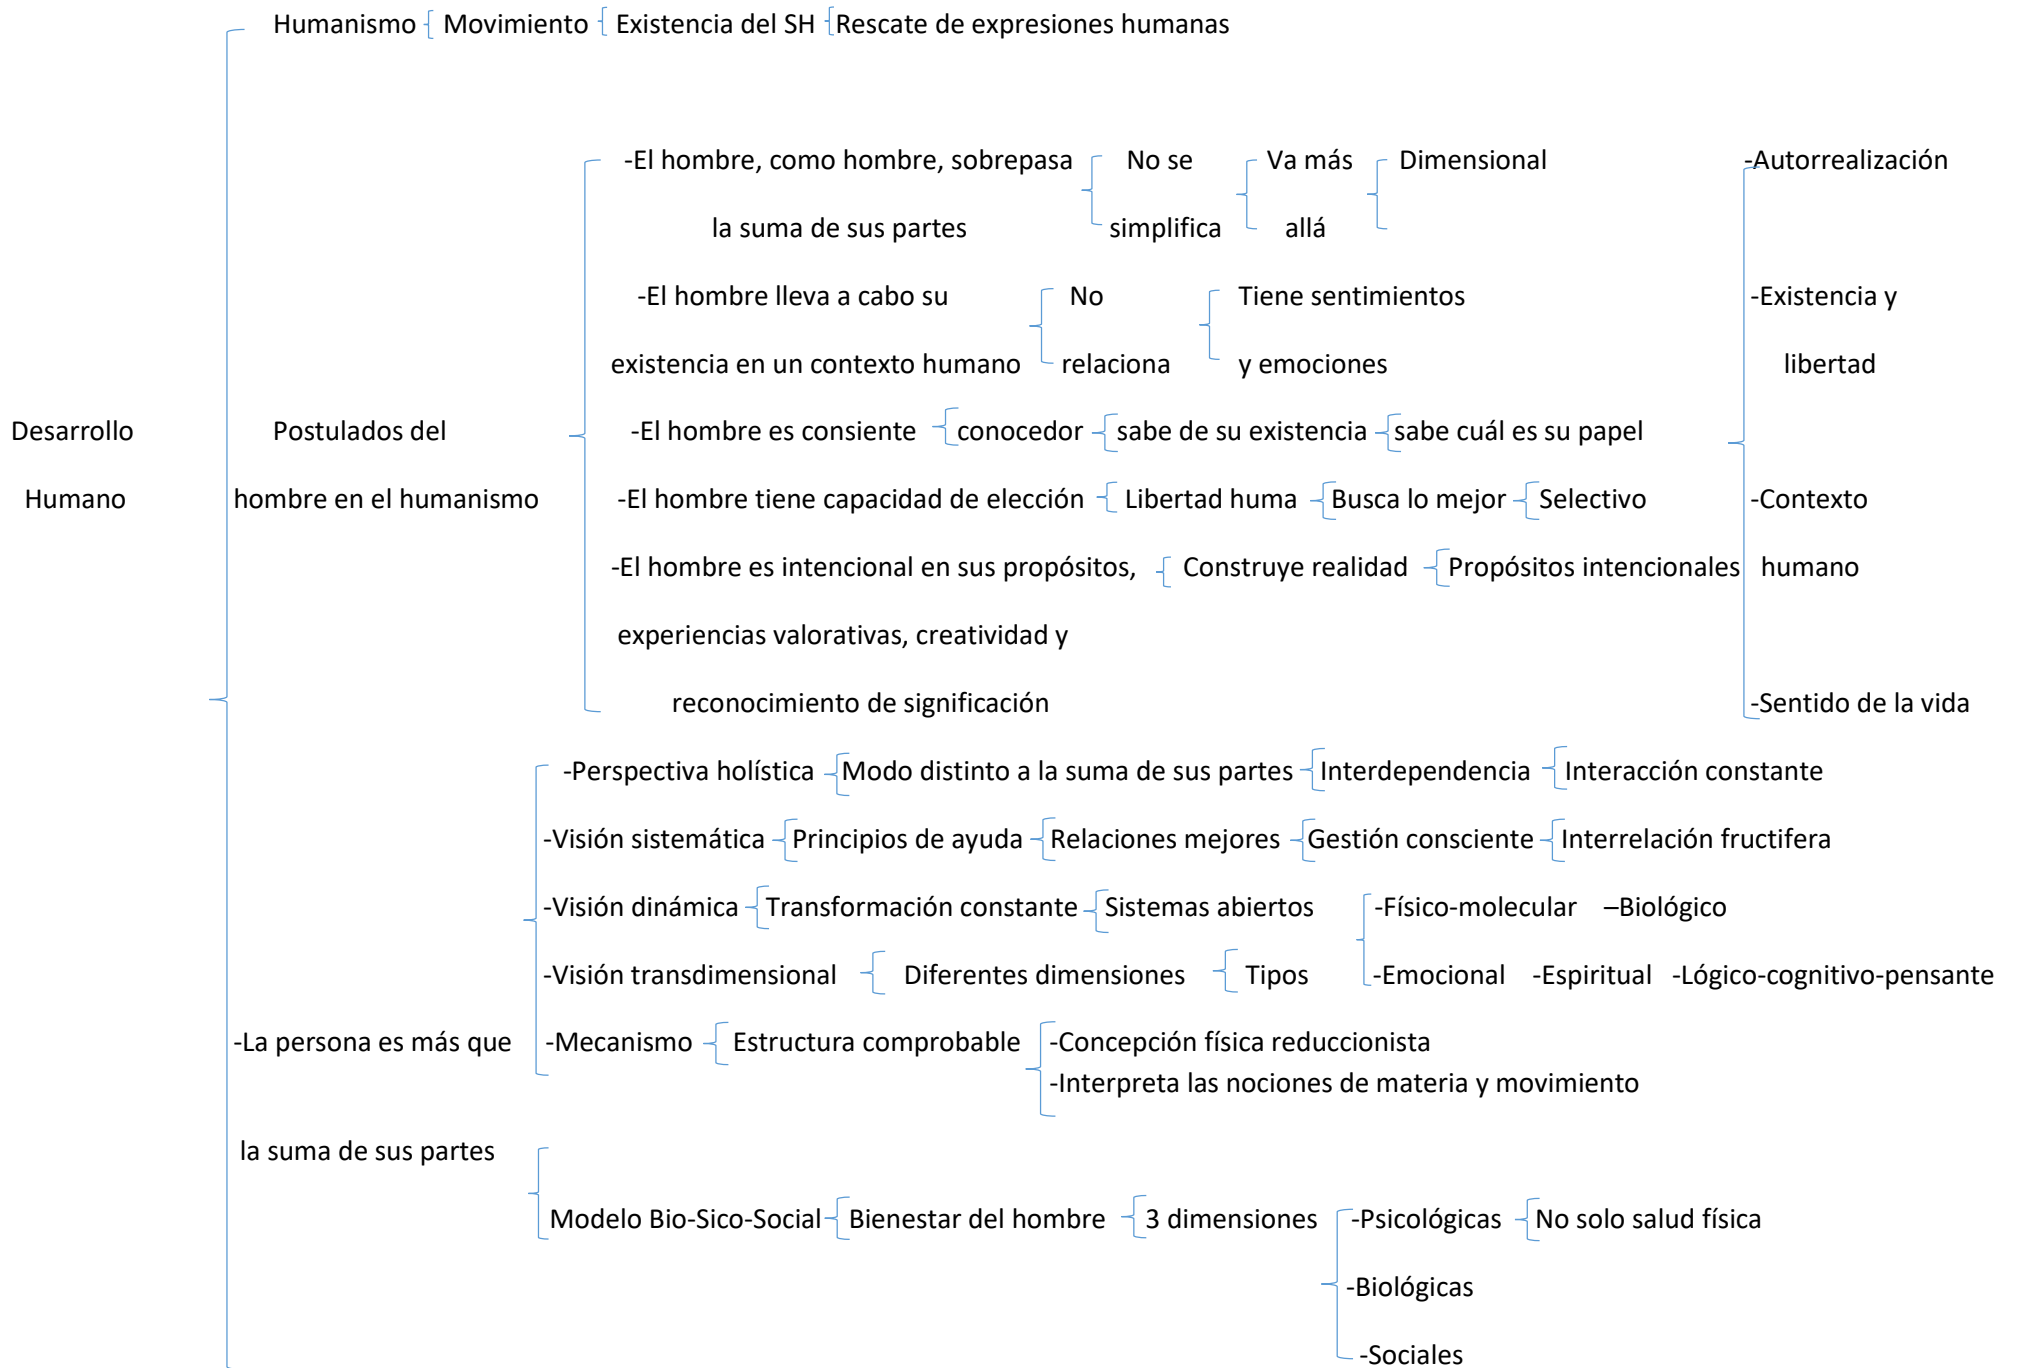 Humanismo Movimiento Existencia del SH Rescate de expresiones humanas
-El hombre, como hombre, sobrepasa No se Va más Dimensional -Autorrealización
la suma de sus partes simplifica allá
-El hombre lleva a cabo su No Tiene sentimientos -Existencia y
existencia en un contexto humano relaciona y emociones libertad
Desarrollo Postulados del -El hombre es consiente conocedor sabe de su existencia sabe cuál es su papel
Humano hombre en el humanismo -El hombre tiene capacidad de elección Libertad huma Busca lo mejor Selectivo -Contexto
-El hombre es intencional en sus propósitos, Construye realidad Propósitos intencionales humano
experiencias valorativas, creatividad y
reconocimiento de significación -Sentido de la vida
-Perspectiva holística Modo distinto a la suma de sus partes Interdependencia Interacción constante
-Visión sistemática Principios de ayuda Relaciones mejores Gestión consciente Interrelación fructifera
-Visión dinámica Transformación constante Sistemas abiertos -Físico-molecular –Biológico
-Visión transdimensional Diferentes dimensiones Tipos -Emocional -Espiritual -Lógico-cognitivo-pensante
-La persona es más que -Mecanismo Estructura comprobable -Concepción física reduccionista
-Interpreta las nociones de materia y movimiento
la suma de sus partes
Modelo Bio-Sico-Social Bienestar del hombre 3 dimensiones -Psicológicas No solo salud física
-Biológicas
-Sociales